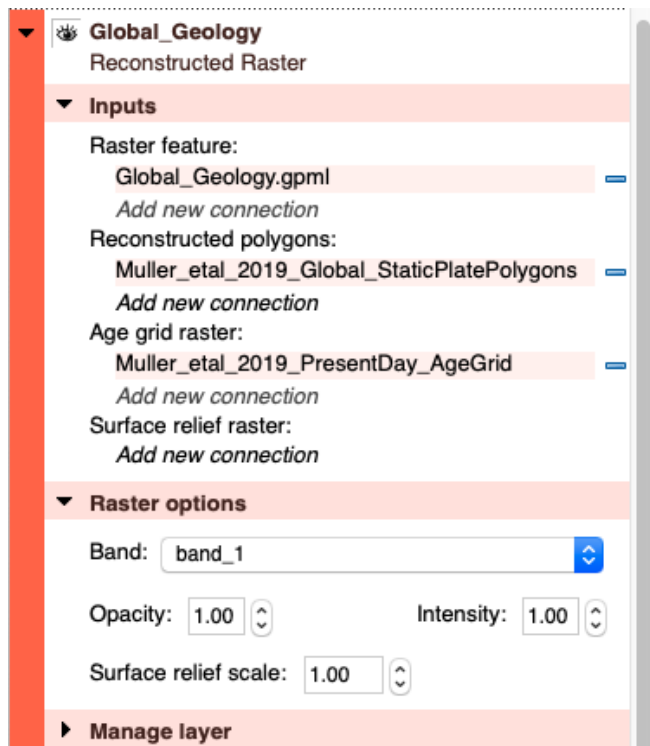 Global_Geology
Reconstructed Raster
Inputs
Raster feature:
Global_Geology.gpml
Add new connection
Reconstructed polygons:
Muller_etal_2019_Global_StaticPlatePolygons
Add new connection
Age grid raster:
Muller_etal_2019_PresentDay_AgeGrid
Add new connection
Surface relief raster:
Add new connection
Raster options
Band: band_1
Opacity: 1.00 Intensity: 1.00
Surface relief scale: 1.00
Manage layer